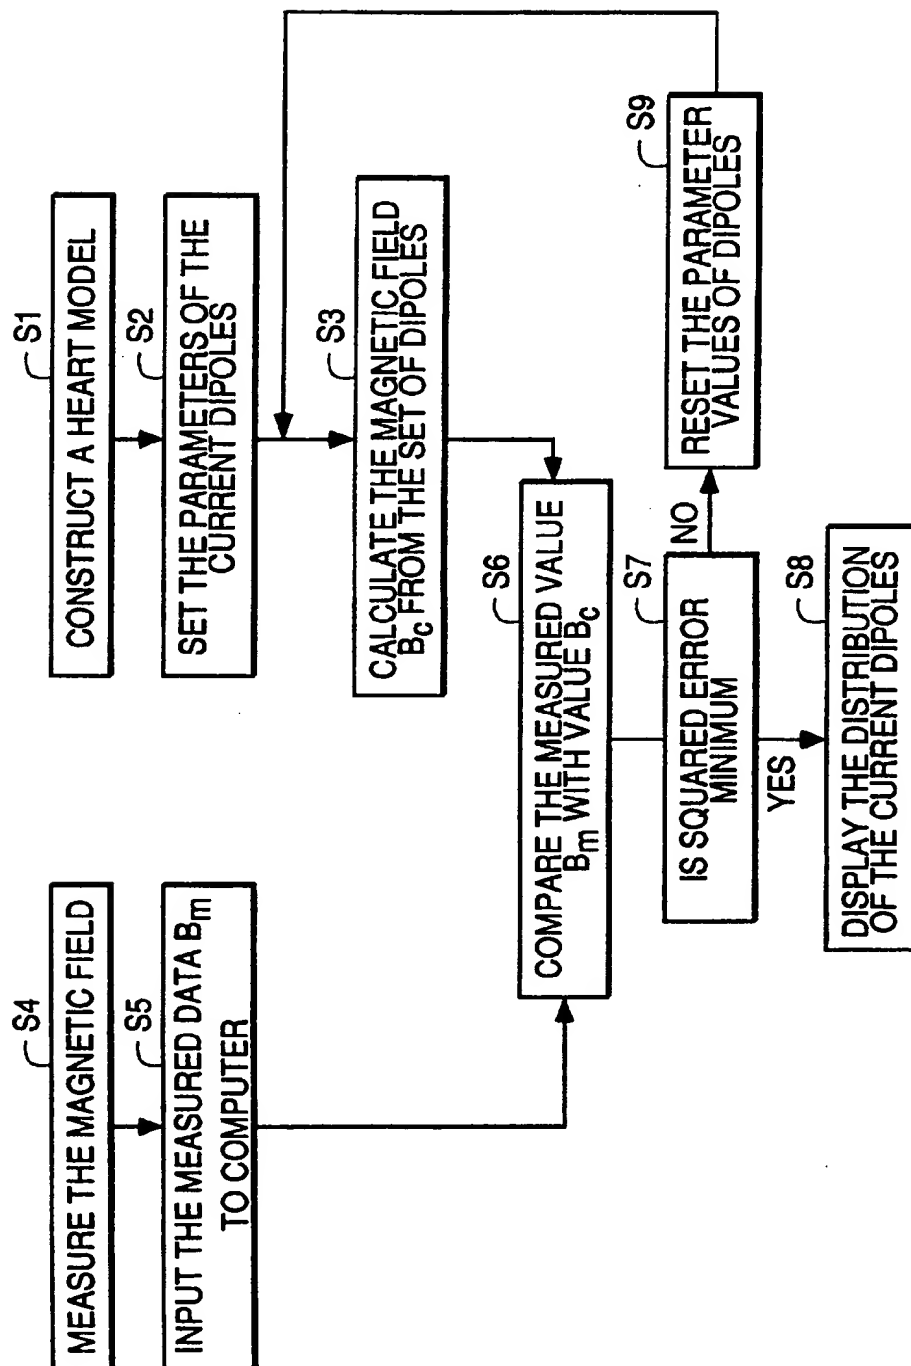 S1
CONSTRUCT A HEART MODEL
S2
SET THE PARAMETERS OF THE
CURRENT DIPOLES
S3
CALCULATE THE MAGNETIC FIELD
Bc FROM THE SET OF DIPOLES
S4
MEASURE THE MAGNETIC FIELD
S5
INPUT THE MEASURED DATA Bm
TO COMPUTER
S6
COMPARE THE MEASURED VALUE
Bm WITH VALUE Bc
S7
IS SQUARED ERROR
MINIMUM
NO
YES
S8
DISPLAY THE DISTRIBUTION
OF THE CURRENT DIPOLES
S9
RESET THE PARAMETER
VALUES OF DIPOLES